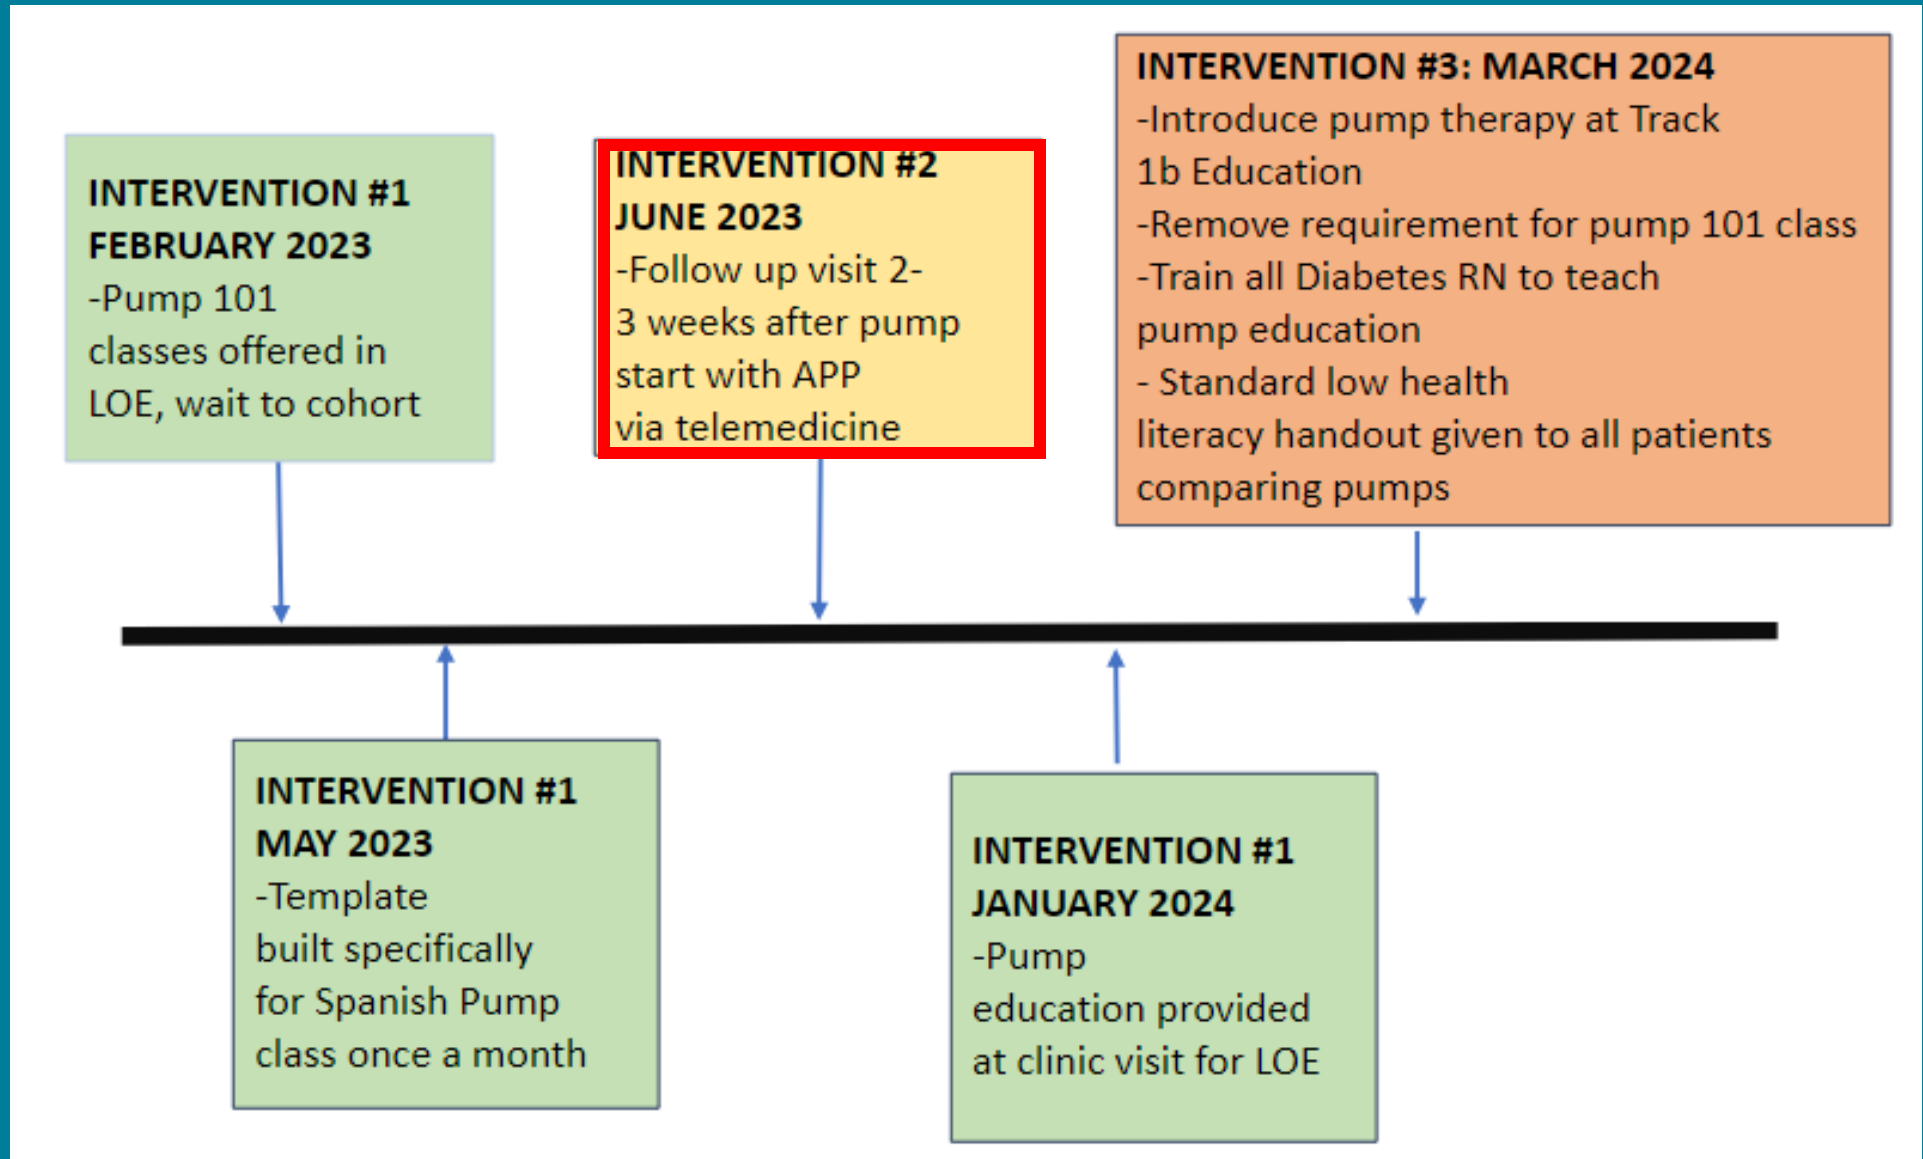 INTERVENTION #1
FEBRUARY 2023
-Pump 101
classes offered in
LOE, wait to cohort
INTERVENTION #2
JUNE 2023
-Follow up visit 2-
3 weeks after pump
start with APP
via telemedicine
INTERVENTION #3: MARCH 2024
-Introduce pump therapy at Track
1b Education
-Remove requirement for pump 101 class
-Train all Diabetes RN to teach
pump education
- Standard low health
literacy handout given to all patients
comparing pumps
INTERVENTION #1
MAY 2023
-Template
built specifically
for Spanish Pump
class once a month
INTERVENTION #1
JANUARY 2024
-Pump
education provided
at clinic visit for LOE